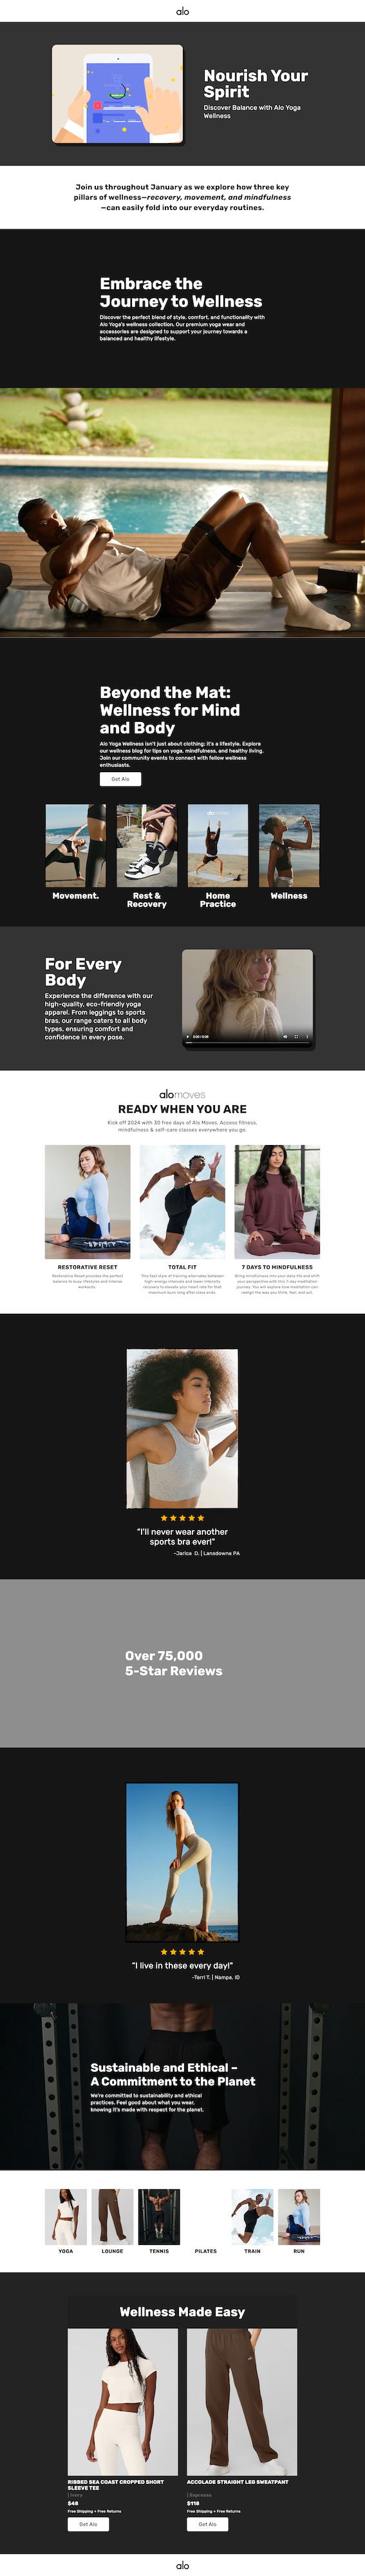 alo
Nourish Your
Spirit
Discover Balance with Alo Yoga
Wellness
Join us throughout January as we explore how three key
pillars of wellness—recovery, movement, and mindfulness
—can easily fold into our everyday routines.
Embrace the
Journey to Wellness
Discover the perfect blend of style, comfort, and functionality with
Alo Yoga's wellness collection. Our premium yoga wear and
accessories are designed to support your journey towards a
balanced and healthy lifestyle.
Beyond the Mat:
Wellness for Mind
and Body
Alo Yoga Wellness isn't just about clothing; it's a lifestyle. Explore
our wellness blog for tips on yoga, mindfulness, and healthy living.
Join our community events to connect with fellow wellness
enthusiasts.
Get Alo
Movement.
Rest &
Recovery
Home
Practice
Wellness
For Every
Body
Experience the difference with our
high-quality, eco-friendly yoga
apparel. From leggings to sports
bras, our range caters to all body
types, ensuring comfort and
confidence in every pose.
alomoves
READY WHEN YOU ARE
Kick off 2024 with 30 free days of Alo Moves. Access fitness,
mindfulness & self-care classes everywhere you go.
RESTORATIVE RESET
Restorative Reset provides the perfect
balance to busy lifestyles and intense
workouts.
TOTAL FIT
This fast style of training alternates between
high-energy intervals and lower intensity
recovery to elevate your heart rate for that
maximum burn long after class ends.
7 DAYS TO MINDFULNESS
Bring mindfulness into your daily life and shift
your perspective with this 7-day meditation
journey. You will explore how meditation can
realign the way you think, feel, and act.
"I'll never wear another
sports bra ever!"
-Jarica .D. | Lansdowne PA
Over 75,000
5-Star Reviews
"I live in these every day!"
-Terri T. | Nampa, ID
Sustainable and Ethical –
A Commitment to the Planet
We're committed to sustainability and ethical
practices. Feel good about what you wear,
knowing it's made with respect for the planet.
YOGA
LOUNGE
TENNIS
PILATES
TRAIN
RUN
Wellness Made Easy
RIBBED SEA COAST CROPPED SHORT
SLEEVE TEE
| Ivory
$48
Free Shipping + Free Returns
Get Alo
ACCOLADE STRAIGHT LEG SWEATPANT
| Espresso
$118
Free Shipping + Free Returns
Get Alo
alo